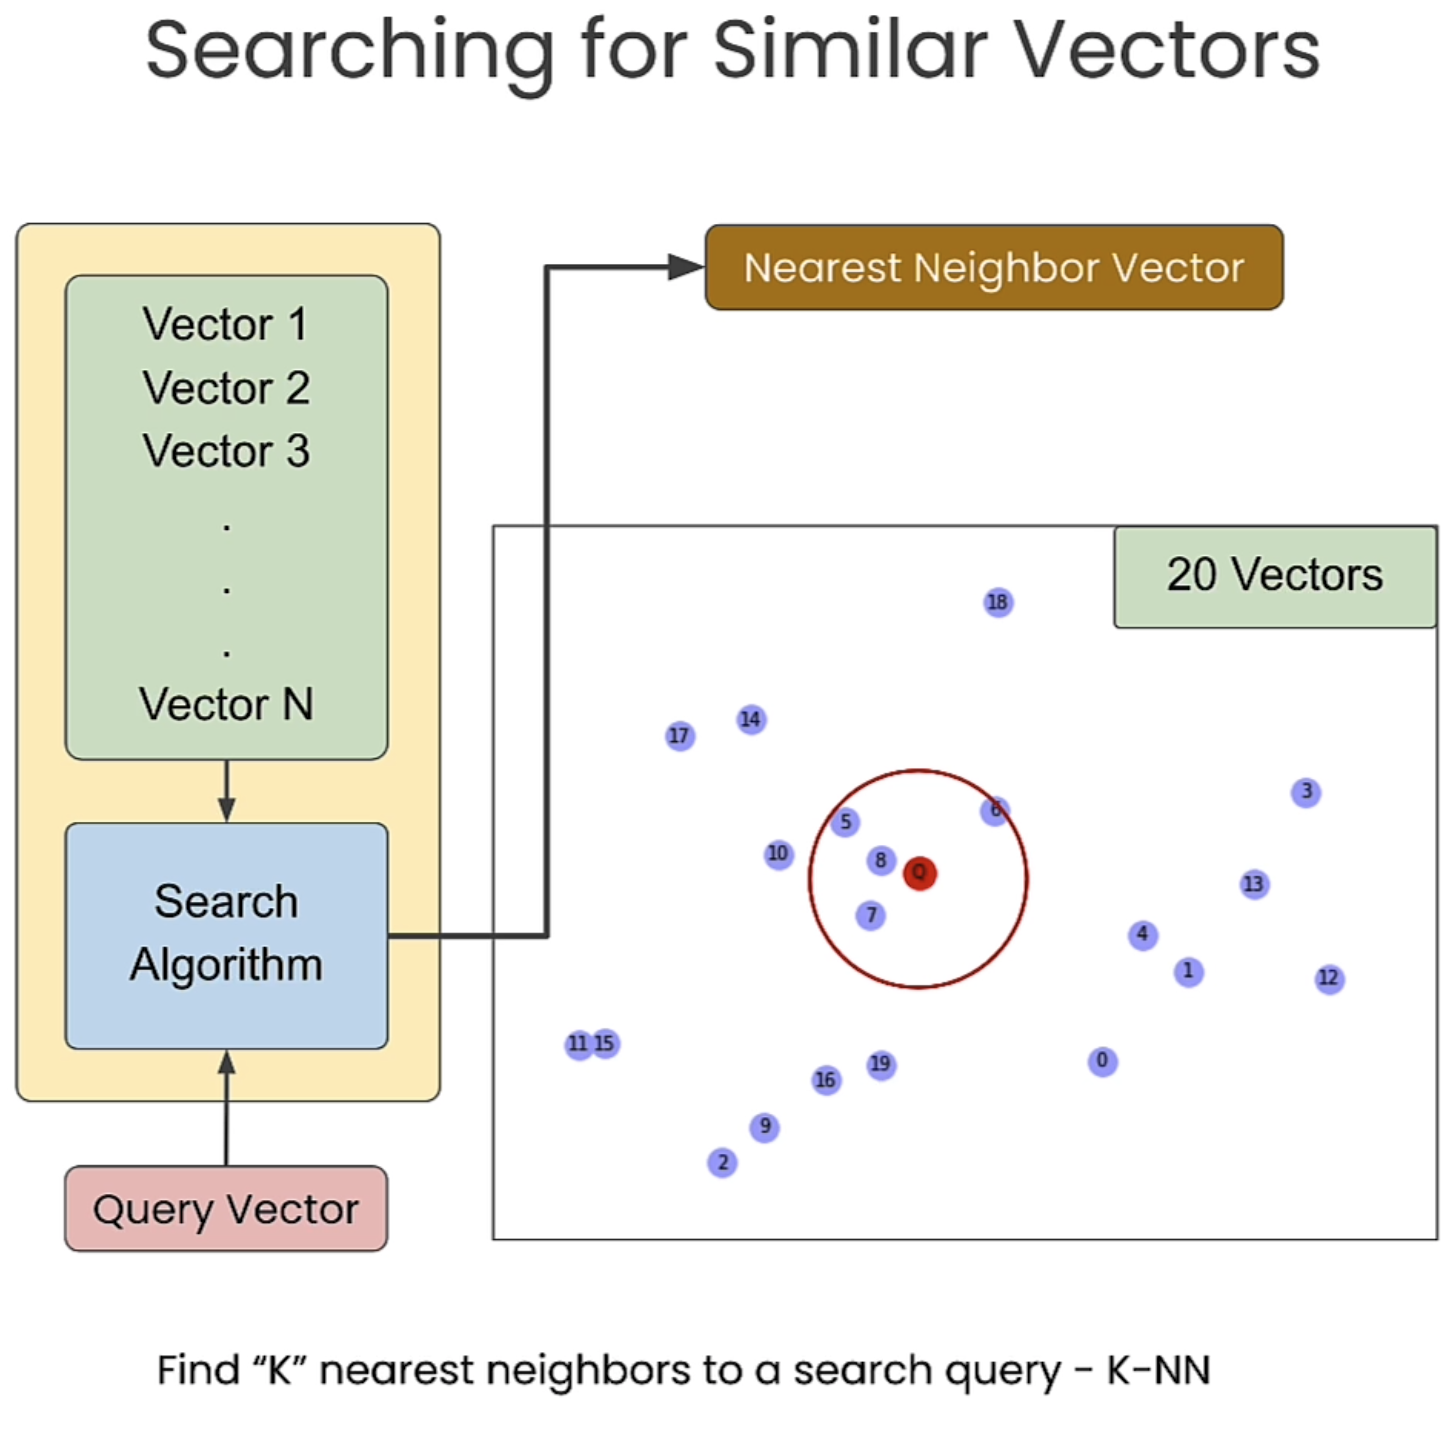 Searching for Similar Vectors
Vector 1
Vector 2
Vector 3
.
.
.
Vector N
Search
Algorithm
Query Vector
Nearest Neighbor Vector
20 Vectors
18
14
17
3
6
5
10
8
Q
13
7
4
1
12
11
15
0
19
16
9
2
Find “K” nearest neighbors to a search query - K-NN